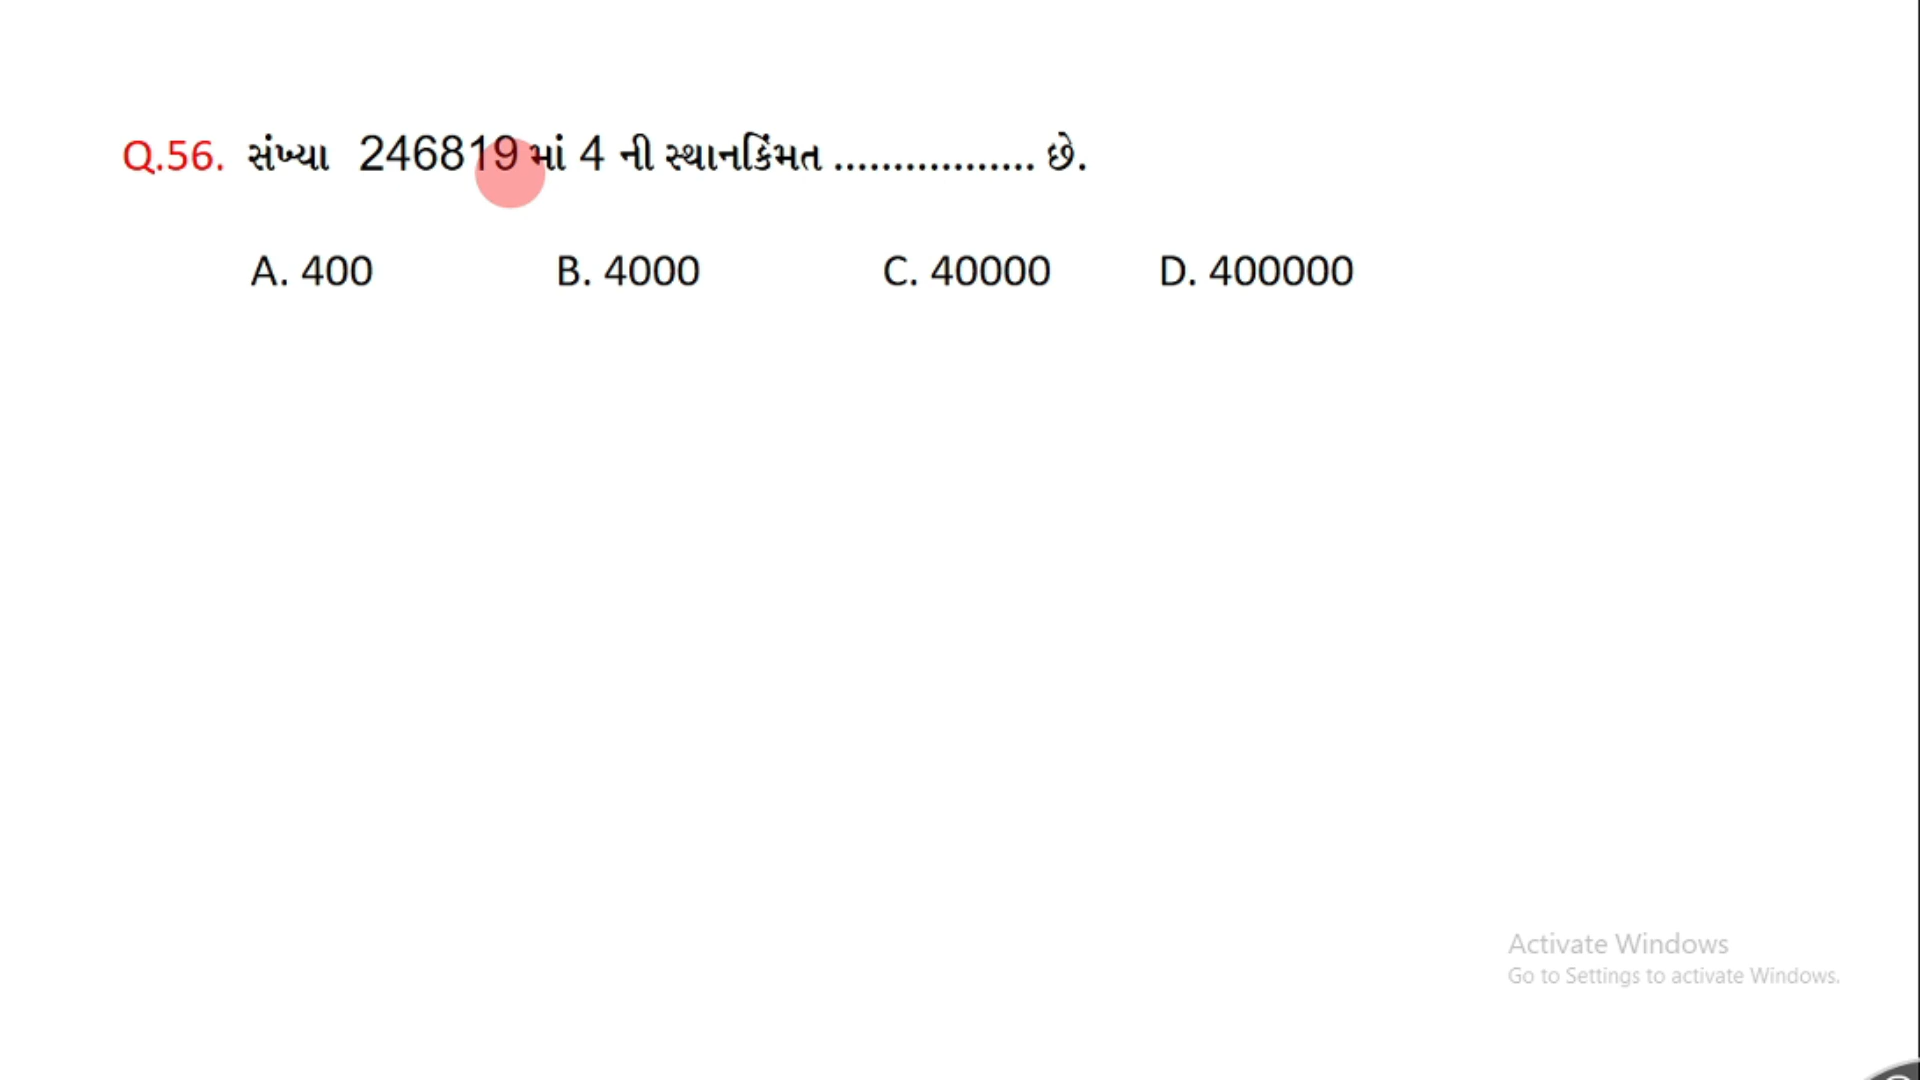 Q.56. સંખ્યા 246819 માં 4 ની સ્થાનકિંમત ................. છે.
A. 400 B. 4000 C. 40000 D. 400000
Activate Windows
Go to Settings to activate Windows.